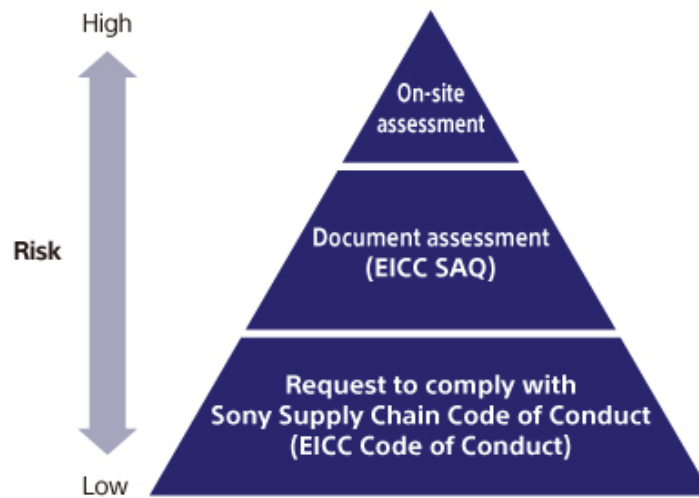 High
On-site
assessment
Document assessment
(EICC SAQ)
Risk
Request to comply with
Sony Supply Chain Code of Conduct
(EICC Code of Conduct)
Low